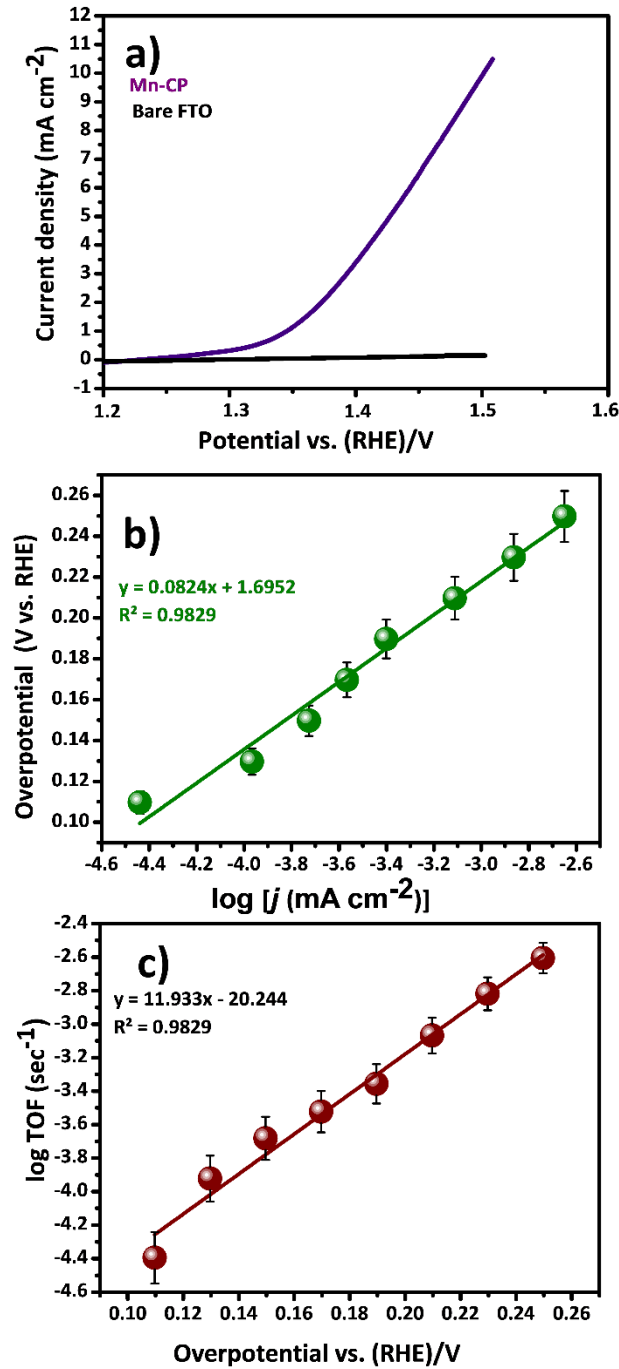 a)
Mn-CP
Bare FTO
Current density (mA cm⁻²)
11
10
9
8
7
6
5
4
3
2
1
0
-1
1.2 1.3 1.4 1.5 1.6
Potential vs. (RHE)/V
b)
y = 0.0824x + 1.6952
R² = 0.9829
Overpotential (V vs. RHE)
0.26
0.24
0.22
0.20
0.18
0.16
0.14
0.12
0.10
-4.6 -4.4 -4.2 -4.0 -3.8 -3.6 -3.4 -3.2 -3.0 -2.8 -2.6
log [j (mA cm⁻²)]
c)
y = 11.933x - 20.244
R² = 0.9829
log TOF (sec⁻¹)
-2.4
-2.6
-2.8
-3.0
-3.2
-3.4
-3.6
-3.8
-4.0
-4.2
-4.4
-4.6
0.10 0.12 0.14 0.16 0.18 0.20 0.22 0.24 0.26
Overpotential vs. (RHE)/V